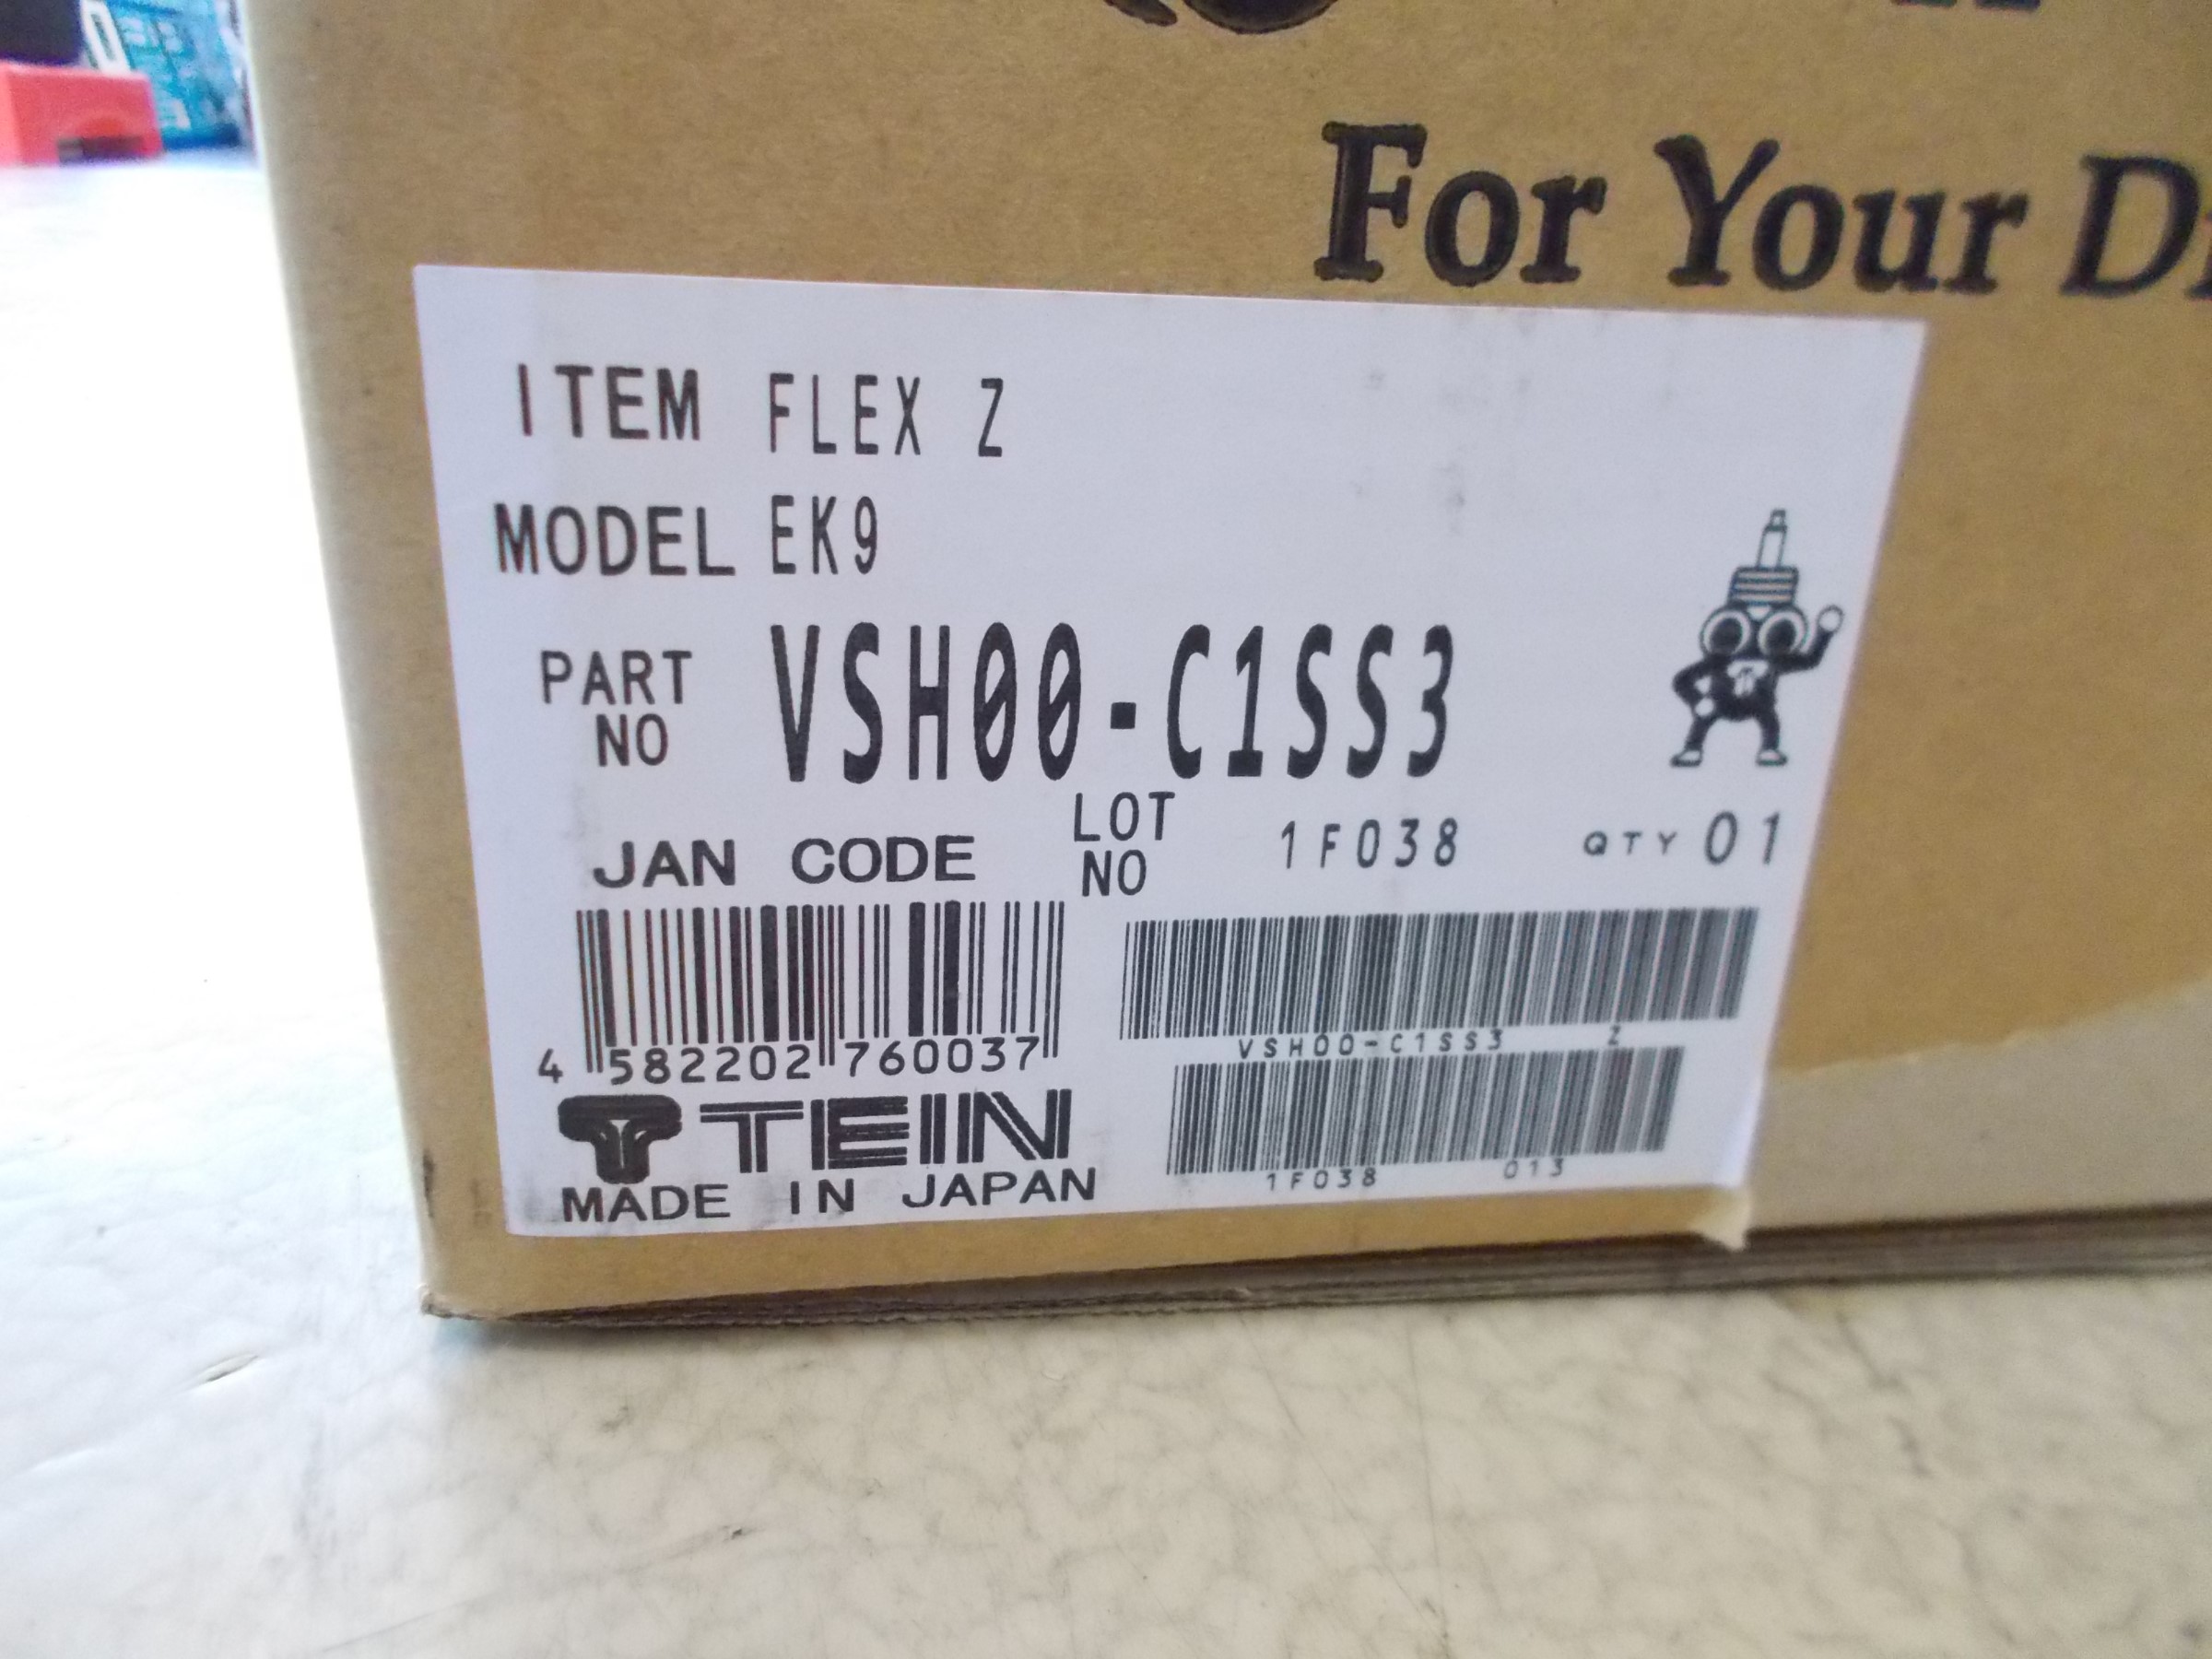 For Your
ITEM FLEX Z
MODEL EK9
PART NO VSH00-C1SS3
JAN CODE
LOT NO 1F038
QTY 01
4 582202 760037
VSH00-C1SS3 Z
TEIN
MADE IN JAPAN
1F038 013